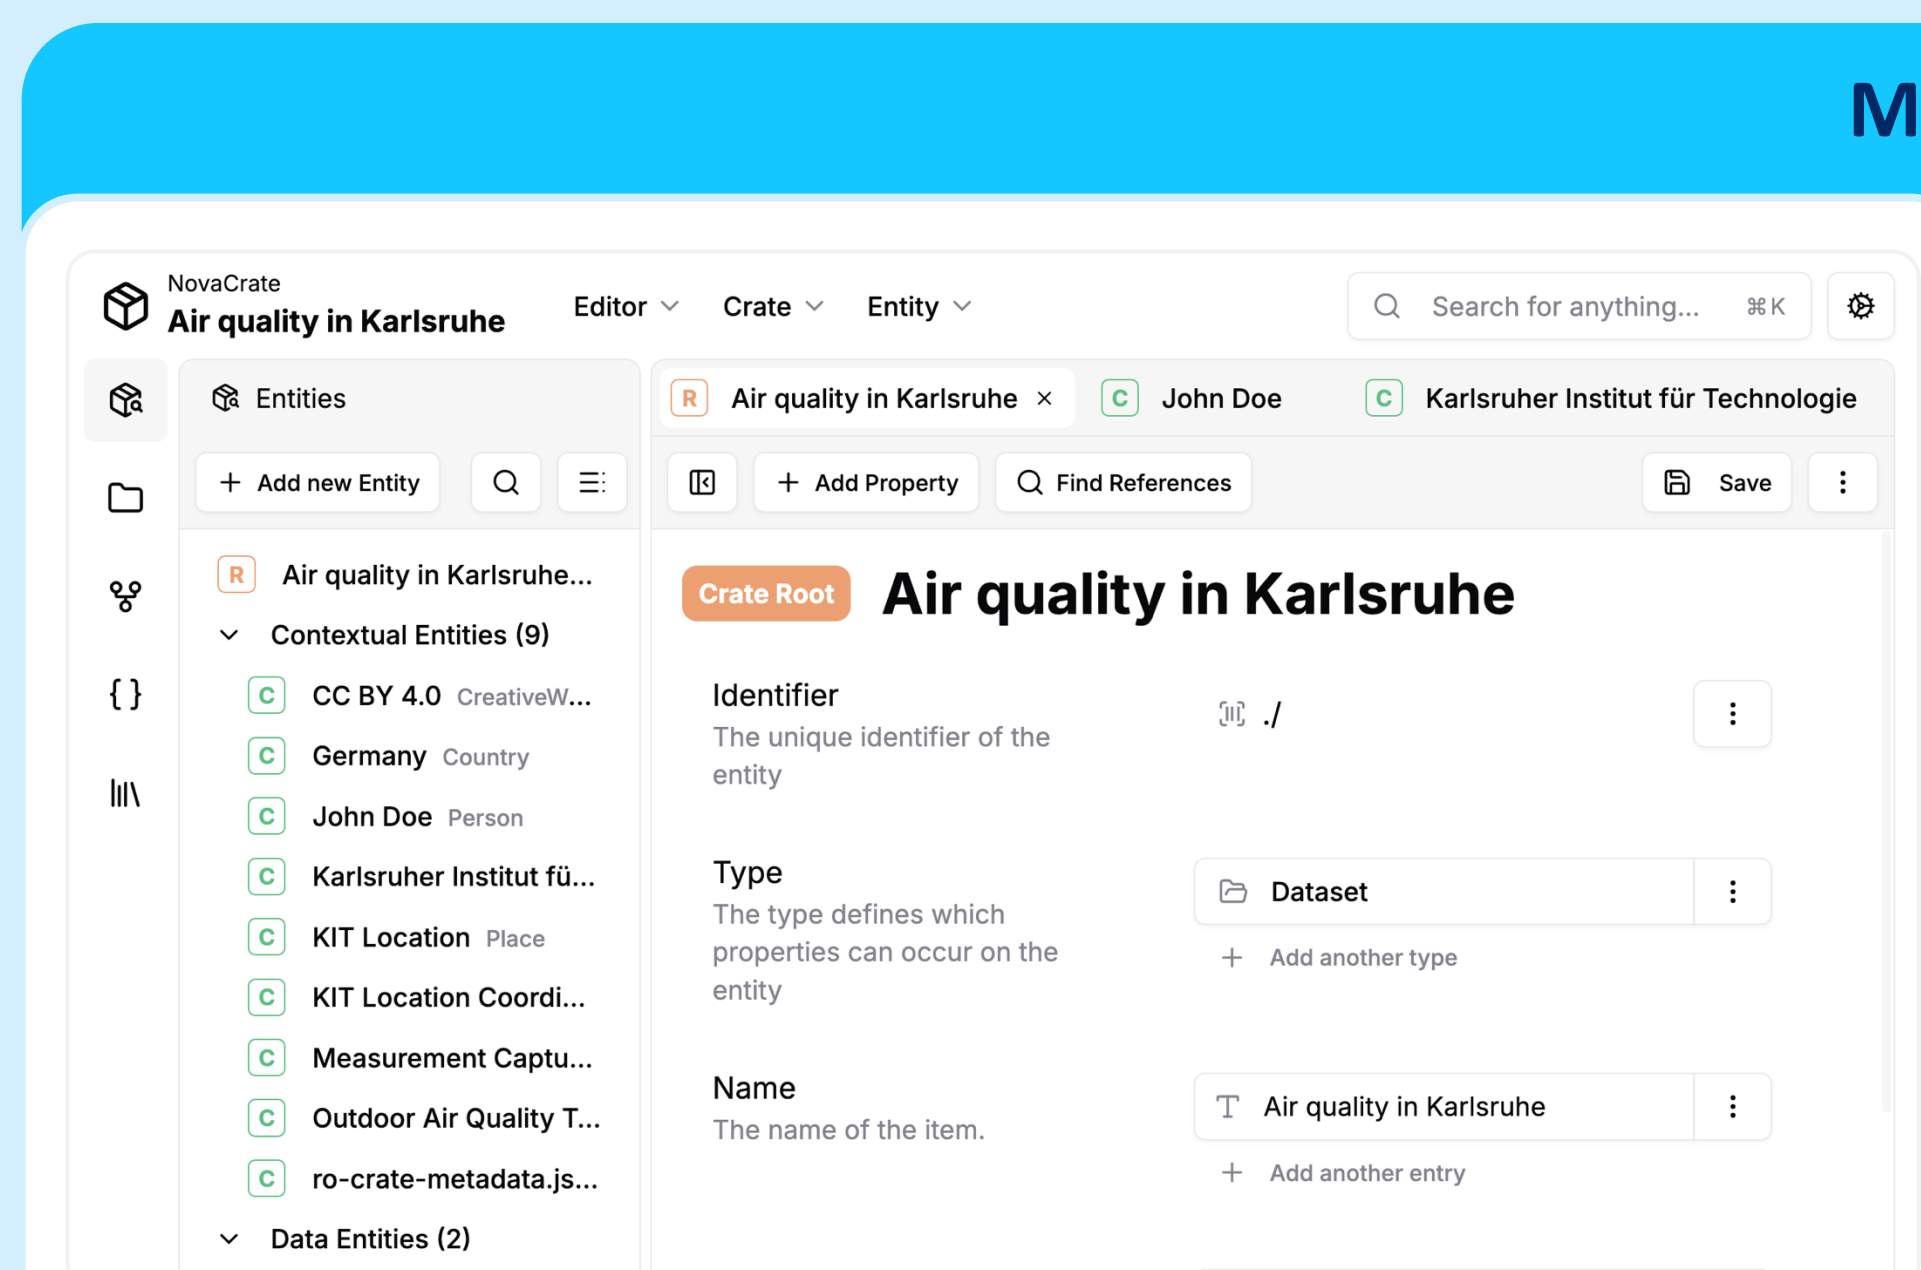 M
NovaCrate
Air quality in Karlsruhe
Editor
Crate
Entity
Search for anything...
⌘K
Entities
R Air quality in Karlsruhe
C John Doe
C Karlsruher Institut für Technologie
Add new Entity
Add Property
Find References
Save
R Air quality in Karlsruhe...
Contextual Entities (9)
C CC BY 4.0 CreativeW...
C Germany Country
C John Doe Person
C Karlsruher Institut fü...
C KIT Location Place
C KIT Location Coordi...
C Measurement Captu...
C Outdoor Air Quality T...
C ro-crate-metadata.js...
Data Entities (2)
Crate Root
Air quality in Karlsruhe
Identifier
The unique identifier of the
entity
./
Type
The type defines which
properties can occur on the
entity
Dataset
Add another type
Name
The name of the item.
Air quality in Karlsruhe
Add another entry